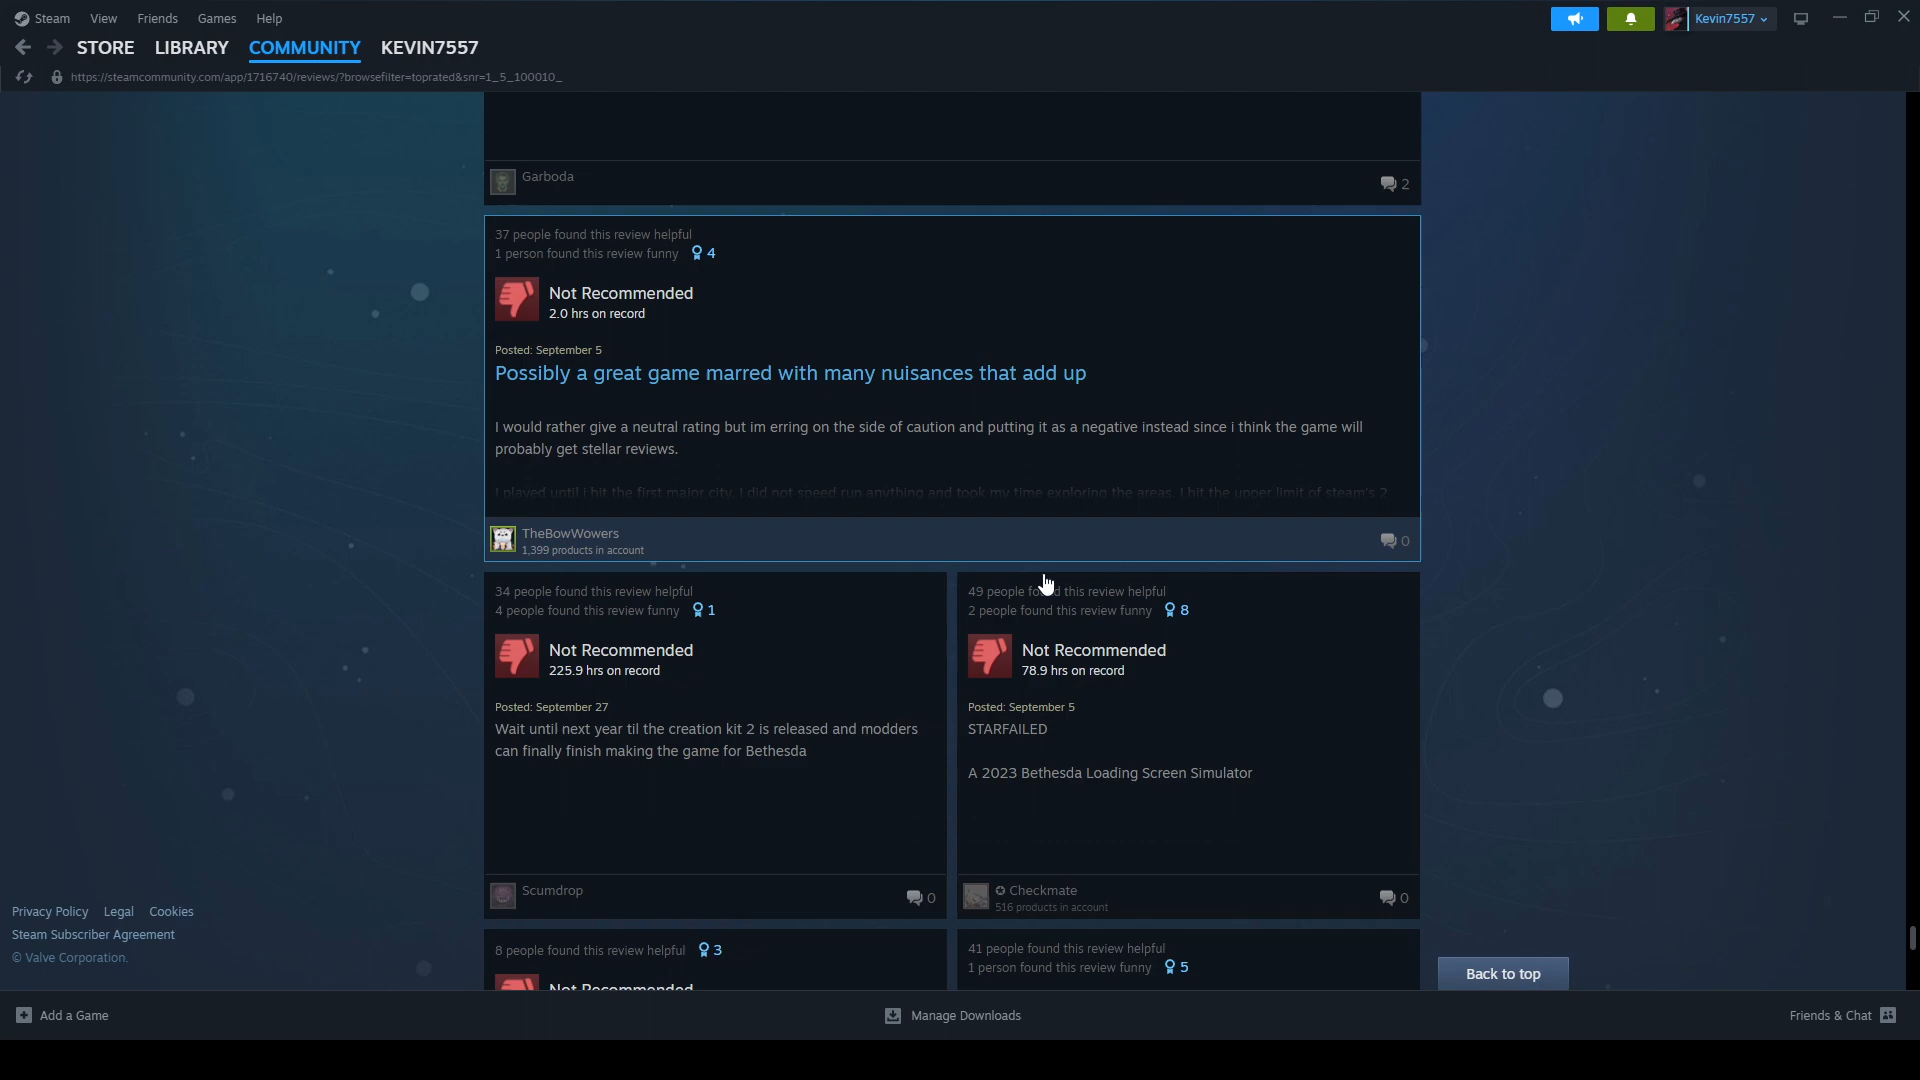 Steam View Friends Games Help Kevin7557
STORE LIBRARY COMMUNITY KEVIN7557
https://steamcommunity.com/app/1716740/reviews/?browsefilter=toprated&snr=1_5_100010_
Garboda
2
37 people found this review helpful
1 person found this review funny 4
Not Recommended
2.0 hrs on record
Posted: September 5
Possibly a great game marred with many nuisances that add up
I would rather give a neutral rating but im erring on the side of caution and putting it as a negative instead since i think the game will
probably get stellar reviews.
I played until i hit the first major city. I did not speed run anything and took my time exploring the areas. I hit the upper limit of steam's 2
TheBowWowers
1,399 products in account
0
34 people found this review helpful
4 people found this review funny 1
Not Recommended
225.9 hrs on record
Posted: September 27
Wait until next year til the creation kit 2 is released and modders
can finally finish making the game for Bethesda
Scumdrop
0
49 people found this review helpful
2 people found this review funny 8
Not Recommended
78.9 hrs on record
Posted: September 5
STARFAILED
A 2023 Bethesda Loading Screen Simulator
Checkmate
516 products in account
0
8 people found this review helpful 3
Not Recommended
41 people found this review helpful
1 person found this review funny 5
Privacy Policy Legal Cookies
Steam Subscriber Agreement
© Valve Corporation.
Back to top
Add a Game Manage Downloads Friends & Chat